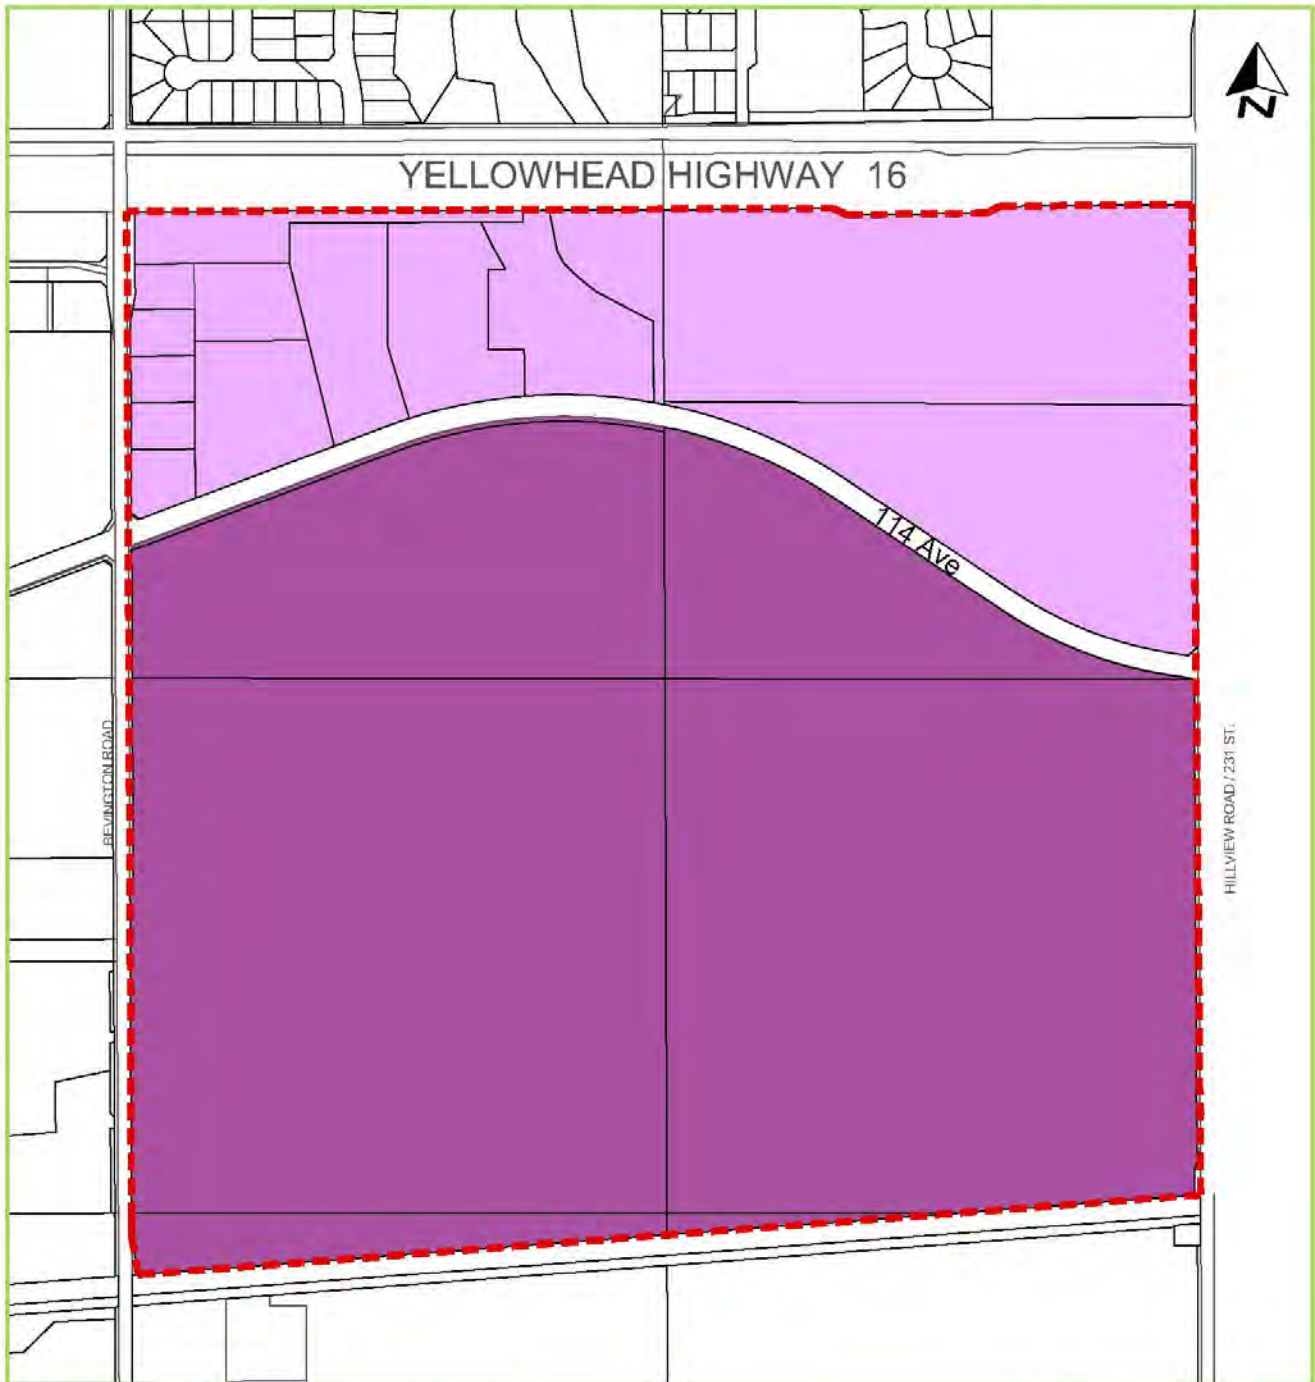 N
YELLOWHEAD HIGHWAY 16
114 Ave
BEVINGTON ROAD
HILLVIEW ROAD / 231 ST.